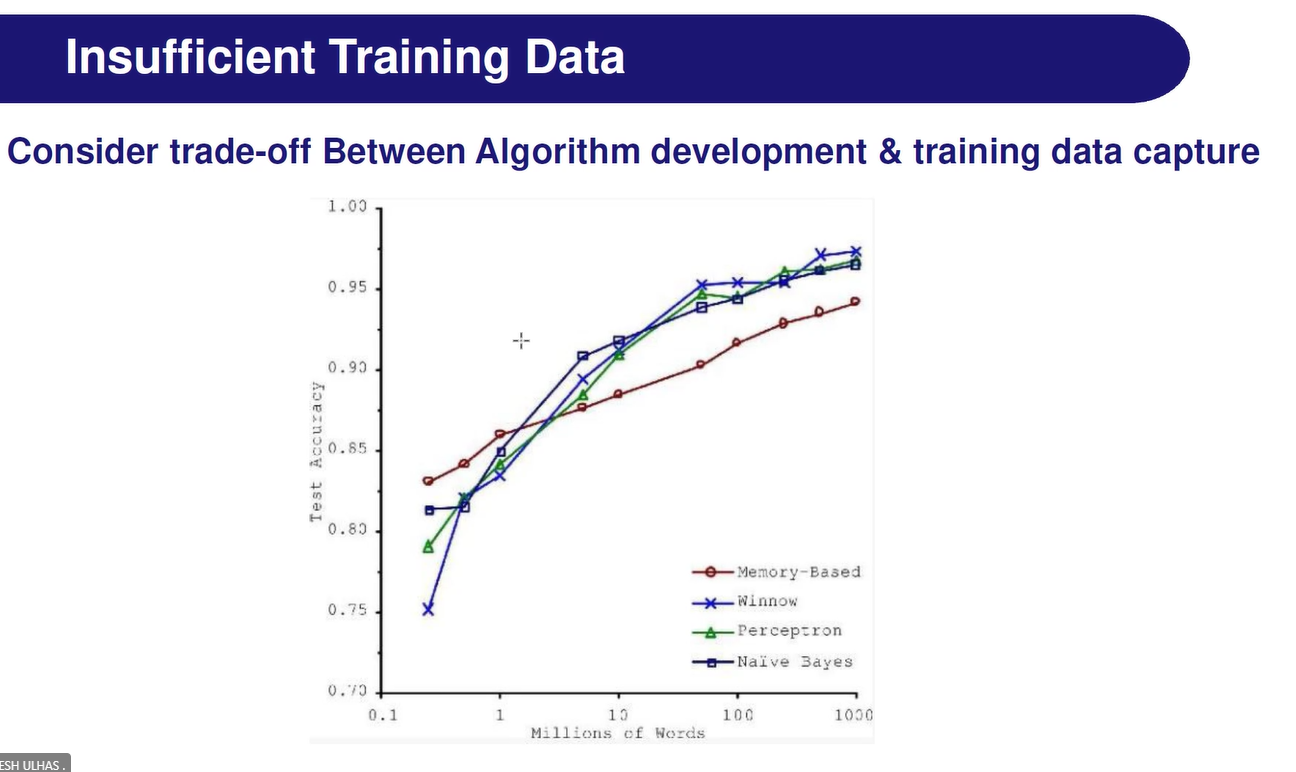 Insufficient Training Data
Consider trade-off Between Algorithm development & training data capture
1.00
0.95
0.90
0.85
0.80
0.75
0.70
Test Accuracy
Memory-Based
Winnow
Perceptron
Naïve Bayes
0.1 1 10 100 1000
Millions of Words
ESH ULHAS .